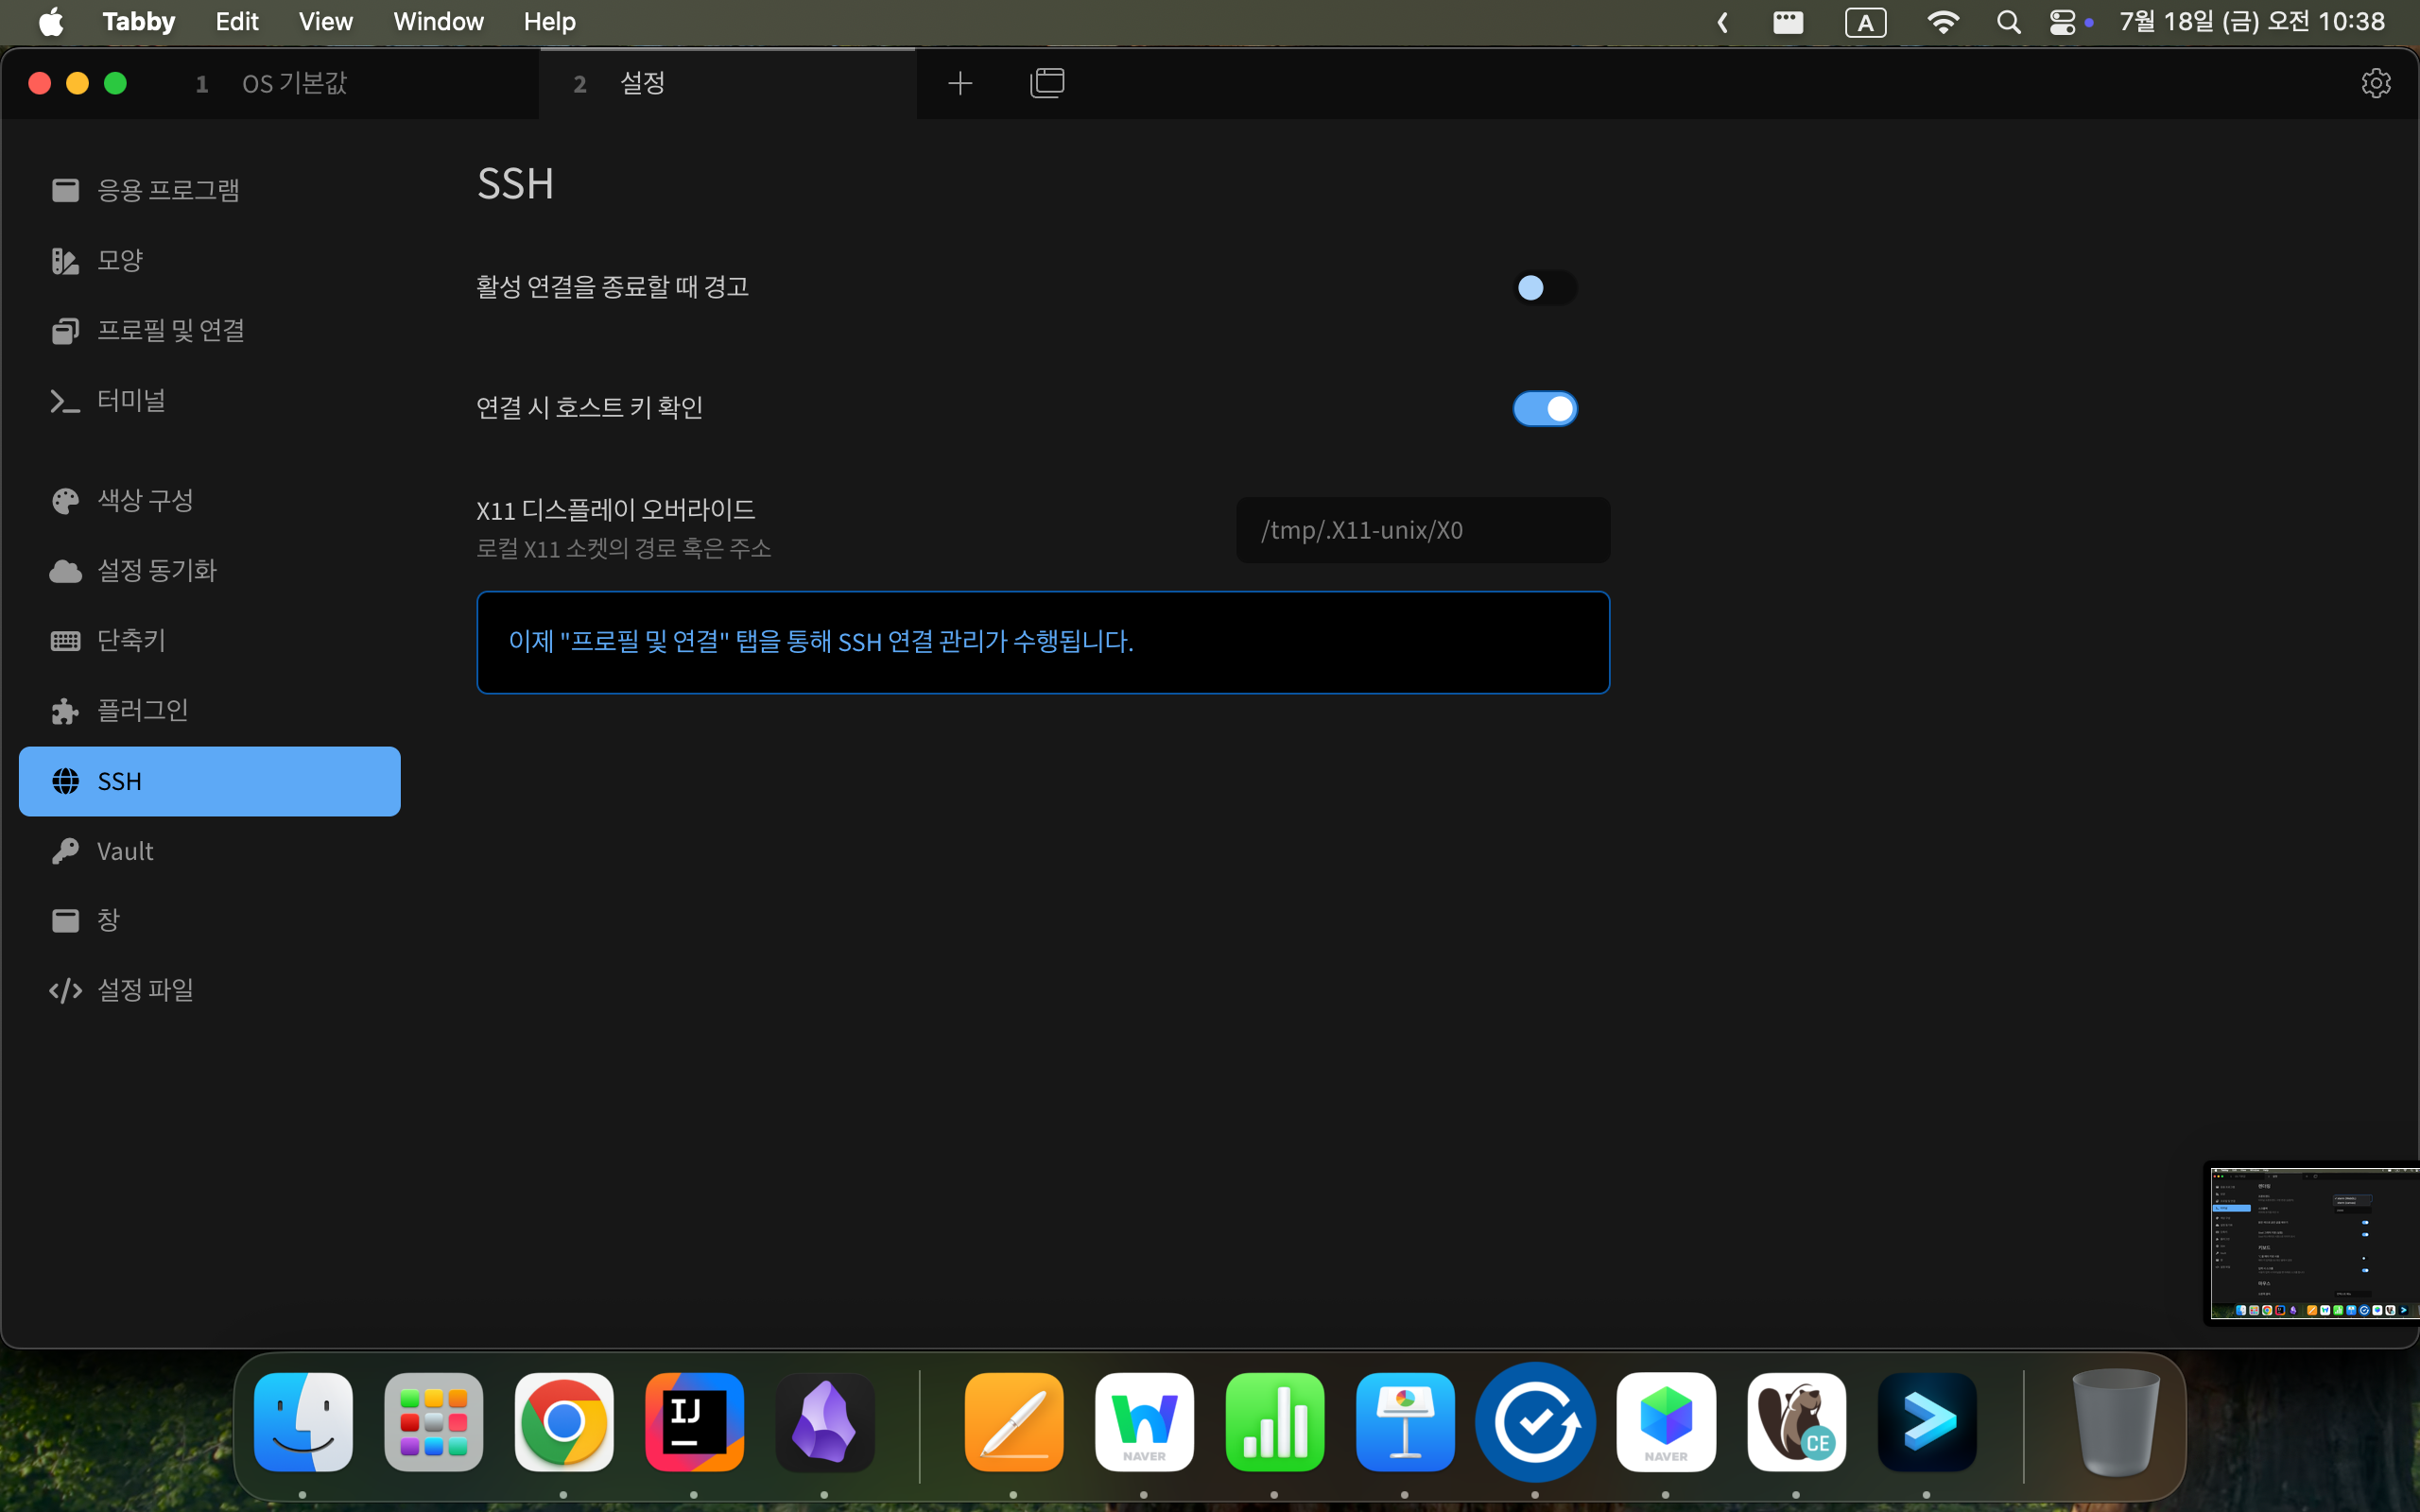 Tabby Edit View Window Help
A
7월 18일 (금) 오전 10:38
1 OS 기본값
2 설정
응용 프로그램
모양
프로필 및 연결
터미널
색상 구성
설정 동기화
단축키
플러그인
SSH
Vault
창
설정 파일
SSH
활성 연결을 종료할 때 경고
연결 시 호스트 키 확인
X11 디스플레이 오버라이드
로컬 X11 소켓의 경로 혹은 주소
/tmp/.X11-unix/X0
이제 "프로필 및 연결" 탭을 통해 SSH 연결 관리가 수행됩니다.
IJ
NAVER
NAVER
CE